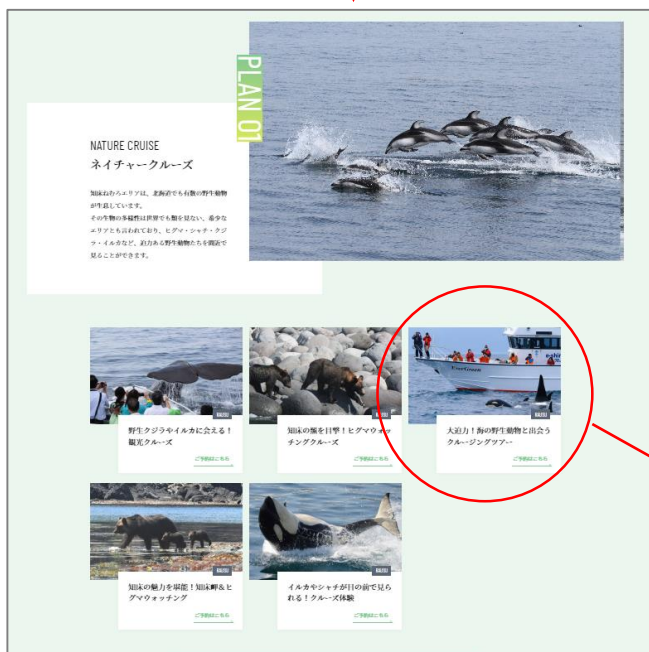 PLAN 01
NATURE CRUISE
ネイチャークルーズ
知床ねむろエリアは、北海道でも有数の野生動物
が生息しています。
その生物の多様性は世界でも類を見ない、希少な
エリアとも言われており、ヒグマ・シャチ・クジ
ラ・イルカなど、迫力ある野生動物たちを間近で
見ることができます。
野生クジラやイルカに会える！
観光クルーズ
ご予約はこちら
知床の顔を目撃！ヒグマウォッ
チングクルーズ
ご予約はこちら
EverGreen
大迫力！海の野生動物と出会う
クルージングツアー
ご予約はこちら
知床の魅力を堪能！知床岬&ヒ
グマウォッチング
ご予約はこちら
イルカやシャチが目の前で見ら
れる！クルーズ体験
ご予約はこちら